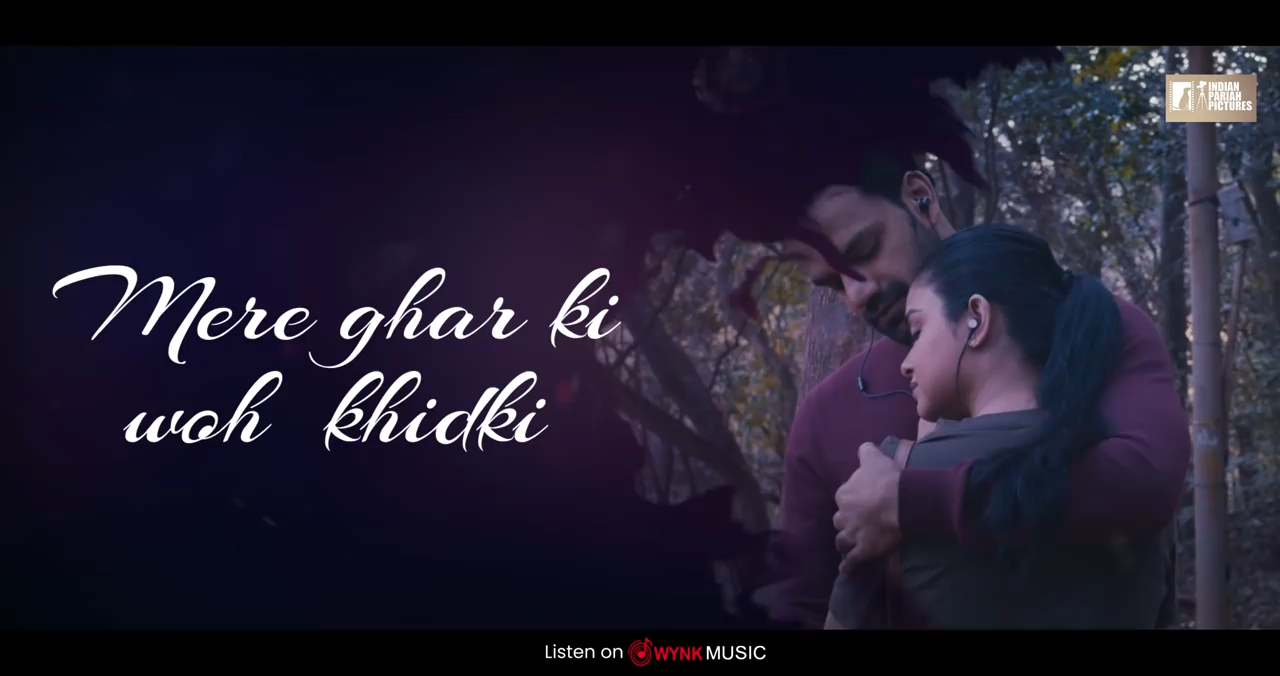 INDIAN
PARIAH
PICTURES
Mere ghar ki
woh khidki
Listen on WYNK MUSIC